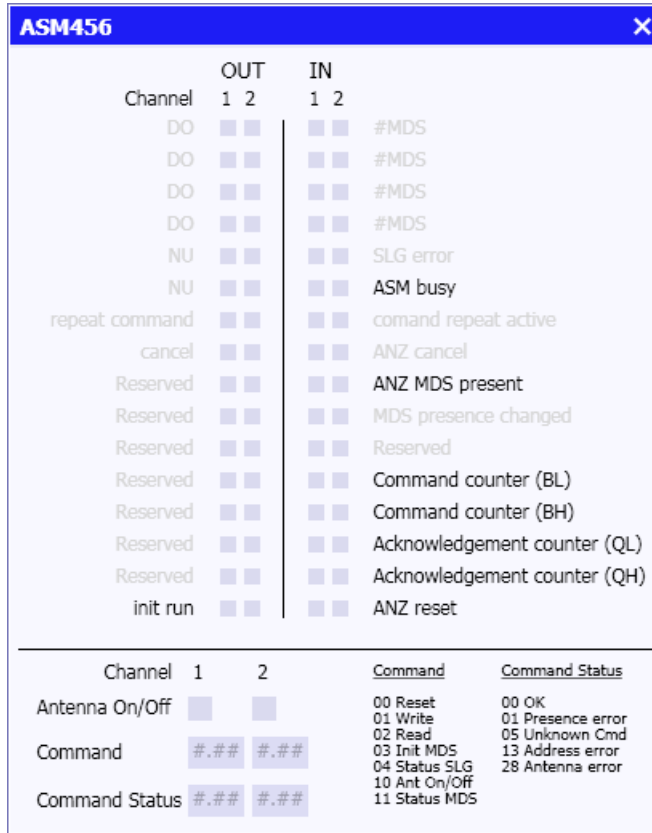 ASM456
OUT IN
Channel 1 2 1 2
DO #MDS
DO #MDS
DO #MDS
DO #MDS
NU SLG error
NU ASM busy
repeat command comand repeat active
cancel ANZ cancel
Reserved ANZ MDS present
Reserved MDS presence changed
Reserved Reserved
Reserved Command counter (BL)
Reserved Command counter (BH)
Reserved Acknowledgement counter (QL)
Reserved Acknowledgement counter (QH)
init run ANZ reset
Channel 1 2
Antenna On/Off
Command #.## #.##
Command Status #.## #.##
Command
00 Reset
01 Write
02 Read
03 Init MDS
04 Status SLG
10 Ant On/Off
11 Status MDS
Command Status
00 OK
01 Presence error
05 Unknown Cmd
13 Address error
28 Antenna error